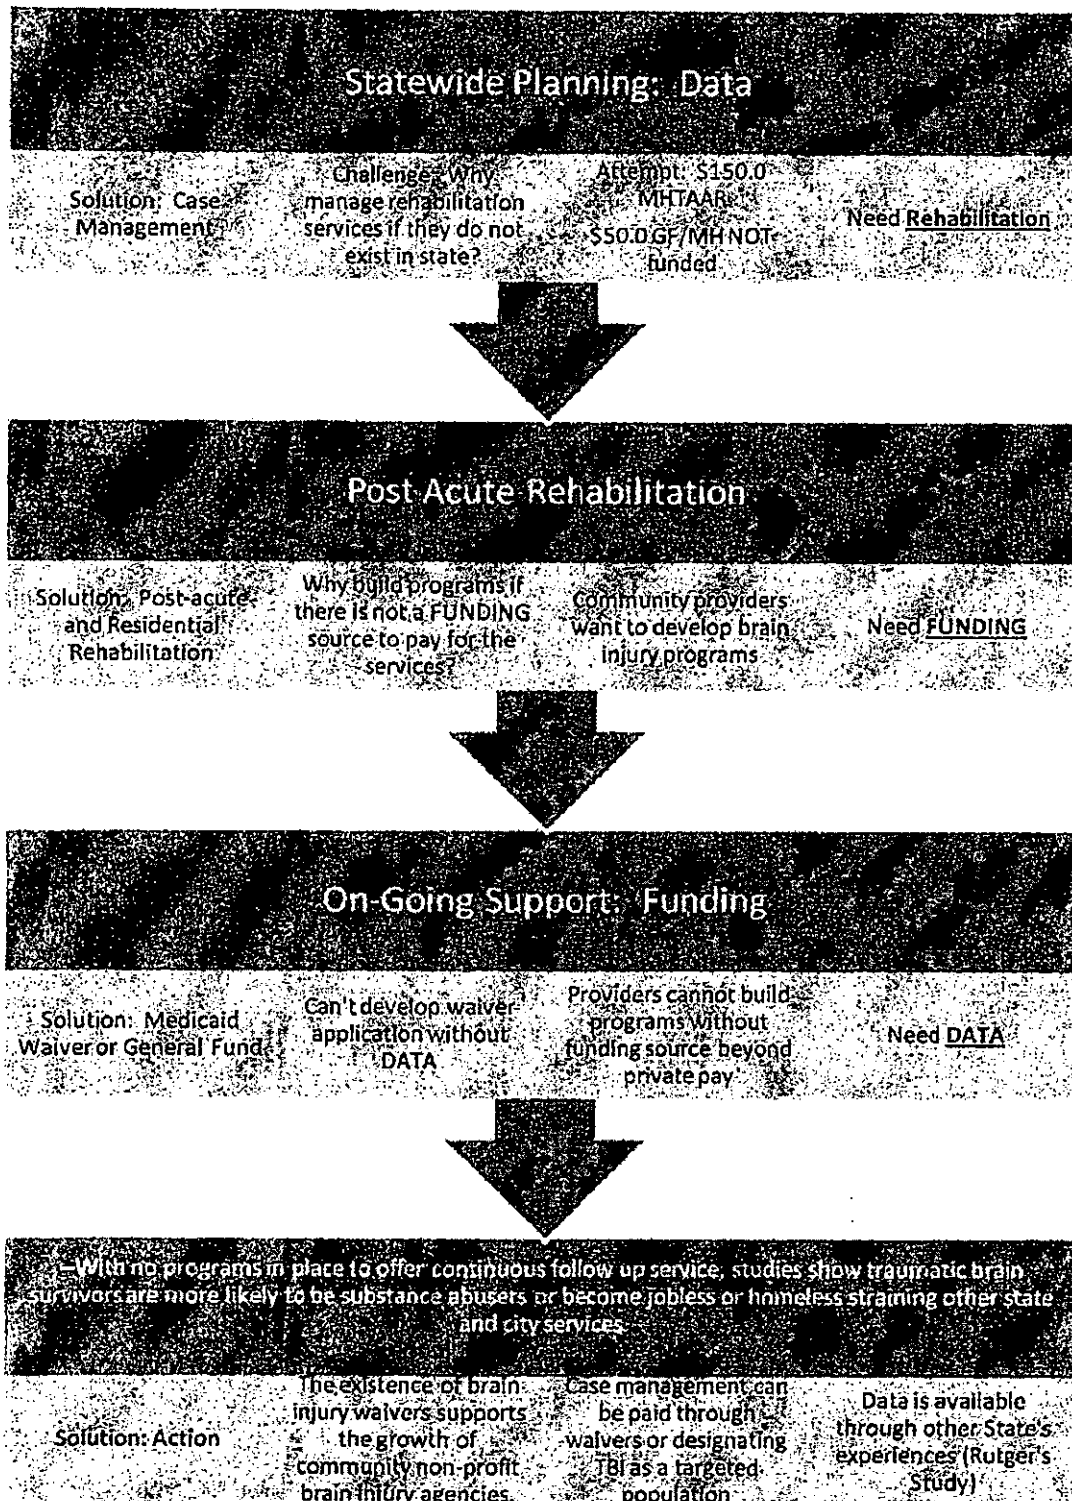 Statewide Planning: Data
Solution: Case
Management
Challenge: Why
manage rehabilitation
services if they do not
exist in state?
Attempt: $150.0
MHTAAR
$50.0 GF/MH NOT
funded
Need Rehabilitation
Post Acute Rehabilitation
Solution: Post-acute
and Residential
Rehabilitation
Why build programs if
there is not a FUNDING
source to pay for the
services?
Community providers
want to develop brain
injury programs
Need FUNDING
On-Going Support: Funding
Solution: Medicaid
Waiver or General Fund
Can't develop waiver
application without
DATA
Providers cannot build
programs without
funding source beyond
private pay
Need DATA
--With no programs in place to offer continuous follow up service, studies show traumatic brain
survivors are more likely to be substance abusers or become jobless or homeless straining other state
and city services
Solution: Action
The existence of brain
injury waivers supports
the growth of
community non-profit
brain injury agencies.
Case management can
be paid through
waivers or designating
TBI as a targeted
population
Data is available
through other State's
experiences (Rutger's
Study)